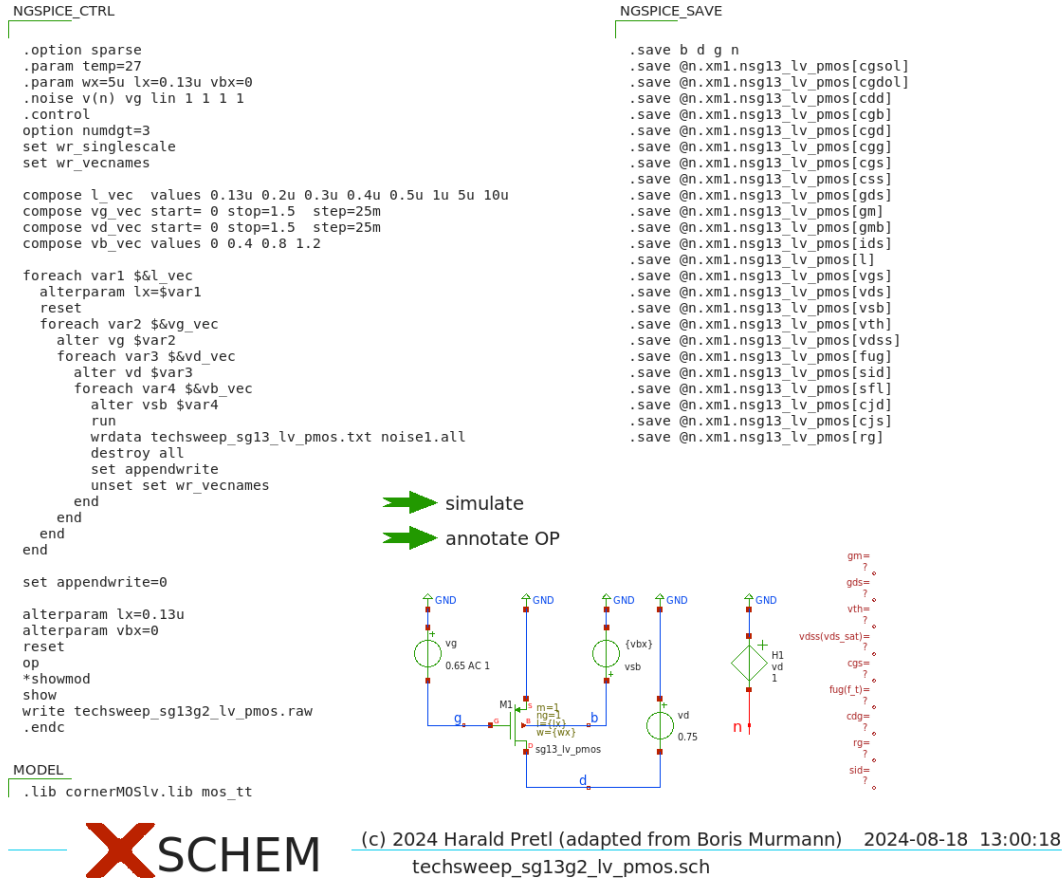 NGSPICE_CTRL
.option sparse
.param temp=27
.param wx=5u lx=0.13u vbx=0
.noise v(n) vg lin 1 1 1 1
.control
option numdgt=3
set wr_singlescale
set wr_vecnames
compose l_vec  values 0.13u 0.2u 0.3u 0.4u 0.5u 1u 5u 10u
compose vg_vec start= 0 stop=1.5  step=25m
compose vd_vec start= 0 stop=1.5  step=25m
compose vb_vec values 0 0.4 0.8 1.2
foreach var1 $&l_vec
  alterparam lx=$var1
  reset
  foreach var2 $&vg_vec
    alter vg $var2
    foreach var3 $&vd_vec
      alter vd $var3
      foreach var4 $&vb_vec
        alter vsb $var4
        run
        wrdata techsweep_sg13_lv_pmos.txt noise1.all
        destroy all
        set appendwrite
        unset set wr_vecnames
      end
    end
  end
end
set appendwrite=0
alterparam lx=0.13u
alterparam vbx=0
reset
op
*showmod
show
write techsweep_sg13g2_lv_pmos.raw
.endc
MODEL
.lib cornerMOSlv.lib mos_tt
NGSPICE_SAVE
.save b d g n
.save @n.xm1.nsg13_lv_pmos[cgsol]
.save @n.xm1.nsg13_lv_pmos[cgdol]
.save @n.xm1.nsg13_lv_pmos[cdd]
.save @n.xm1.nsg13_lv_pmos[cgb]
.save @n.xm1.nsg13_lv_pmos[cgd]
.save @n.xm1.nsg13_lv_pmos[cgg]
.save @n.xm1.nsg13_lv_pmos[cgs]
.save @n.xm1.nsg13_lv_pmos[css]
.save @n.xm1.nsg13_lv_pmos[gds]
.save @n.xm1.nsg13_lv_pmos[gm]
.save @n.xm1.nsg13_lv_pmos[gmb]
.save @n.xm1.nsg13_lv_pmos[ids]
.save @n.xm1.nsg13_lv_pmos[l]
.save @n.xm1.nsg13_lv_pmos[vgs]
.save @n.xm1.nsg13_lv_pmos[vds]
.save @n.xm1.nsg13_lv_pmos[vsb]
.save @n.xm1.nsg13_lv_pmos[vth]
.save @n.xm1.nsg13_lv_pmos[vdss]
.save @n.xm1.nsg13_lv_pmos[fug]
.save @n.xm1.nsg13_lv_pmos[sid]
.save @n.xm1.nsg13_lv_pmos[sfl]
.save @n.xm1.nsg13_lv_pmos[cjd]
.save @n.xm1.nsg13_lv_pmos[cjs]
.save @n.xm1.nsg13_lv_pmos[rg]
simulate
annotate OP
GND
GND
GND
GND
GND
vg
0.65 AC 1
{vbx}
vsb
H1
vd
1
M1
S
m=1
ng=1
l={lx}
w={wx}
g
G
B
b
D
sg13_lv_pmos
vd
0.75
n
d
gm=
?
gds=
?
vth=
?
vdss(vds_sat)=
?
cgs=
?
fug(f_t)=
?
cdg=
?
rg=
?
sid=
?
XSCHEM
(c) 2024 Harald Pretl (adapted from Boris Murmann)
2024-08-18  13:00:18
techsweep_sg13g2_lv_pmos.sch